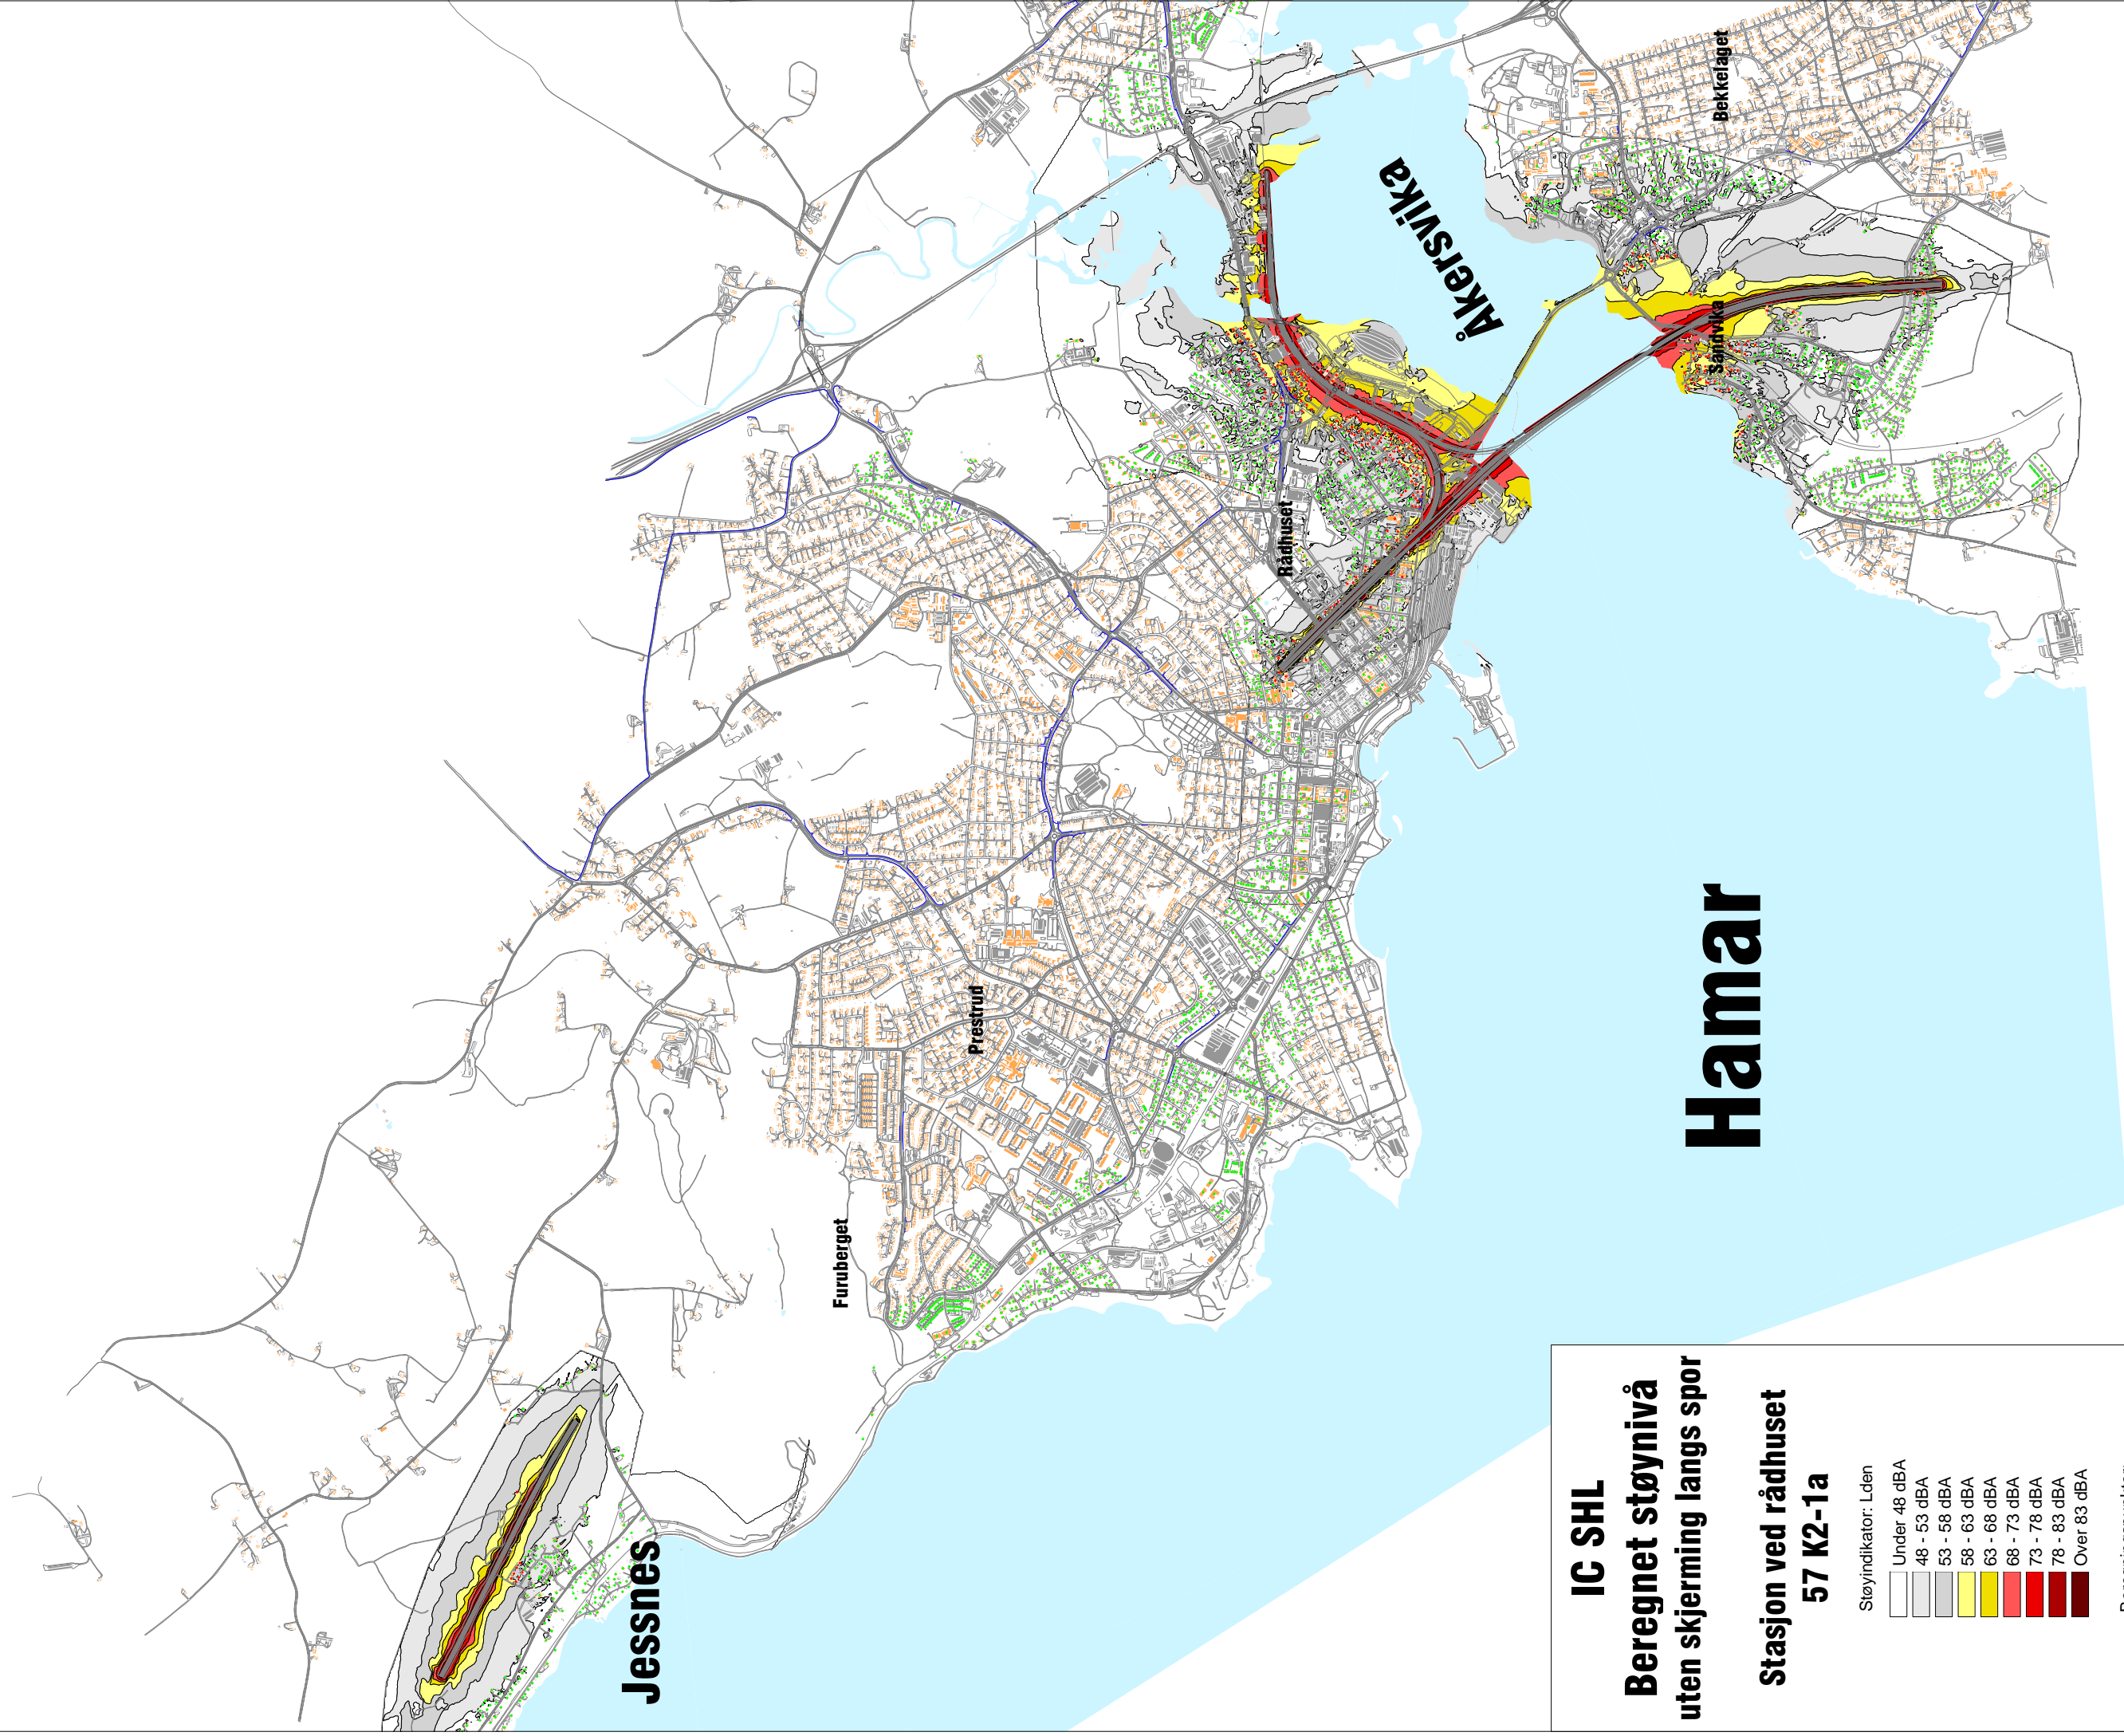 Bekkelaget
Åkersvika
Sandvika
Rådhuset
Hamar
Prestrud
Furuberget
Jessnes
IC SHL
Beregnet støynivå
uten skjerming langs spor
Stasjon ved rådhuset
57 K2-1a
Støyindikator: Lden
Under 48 dBA
48 - 53 dBA
53 - 58 dBA
58 - 63 dBA
63 - 68 dBA
68 - 73 dBA
73 - 78 dBA
78 - 83 dBA
Over 83 dBA